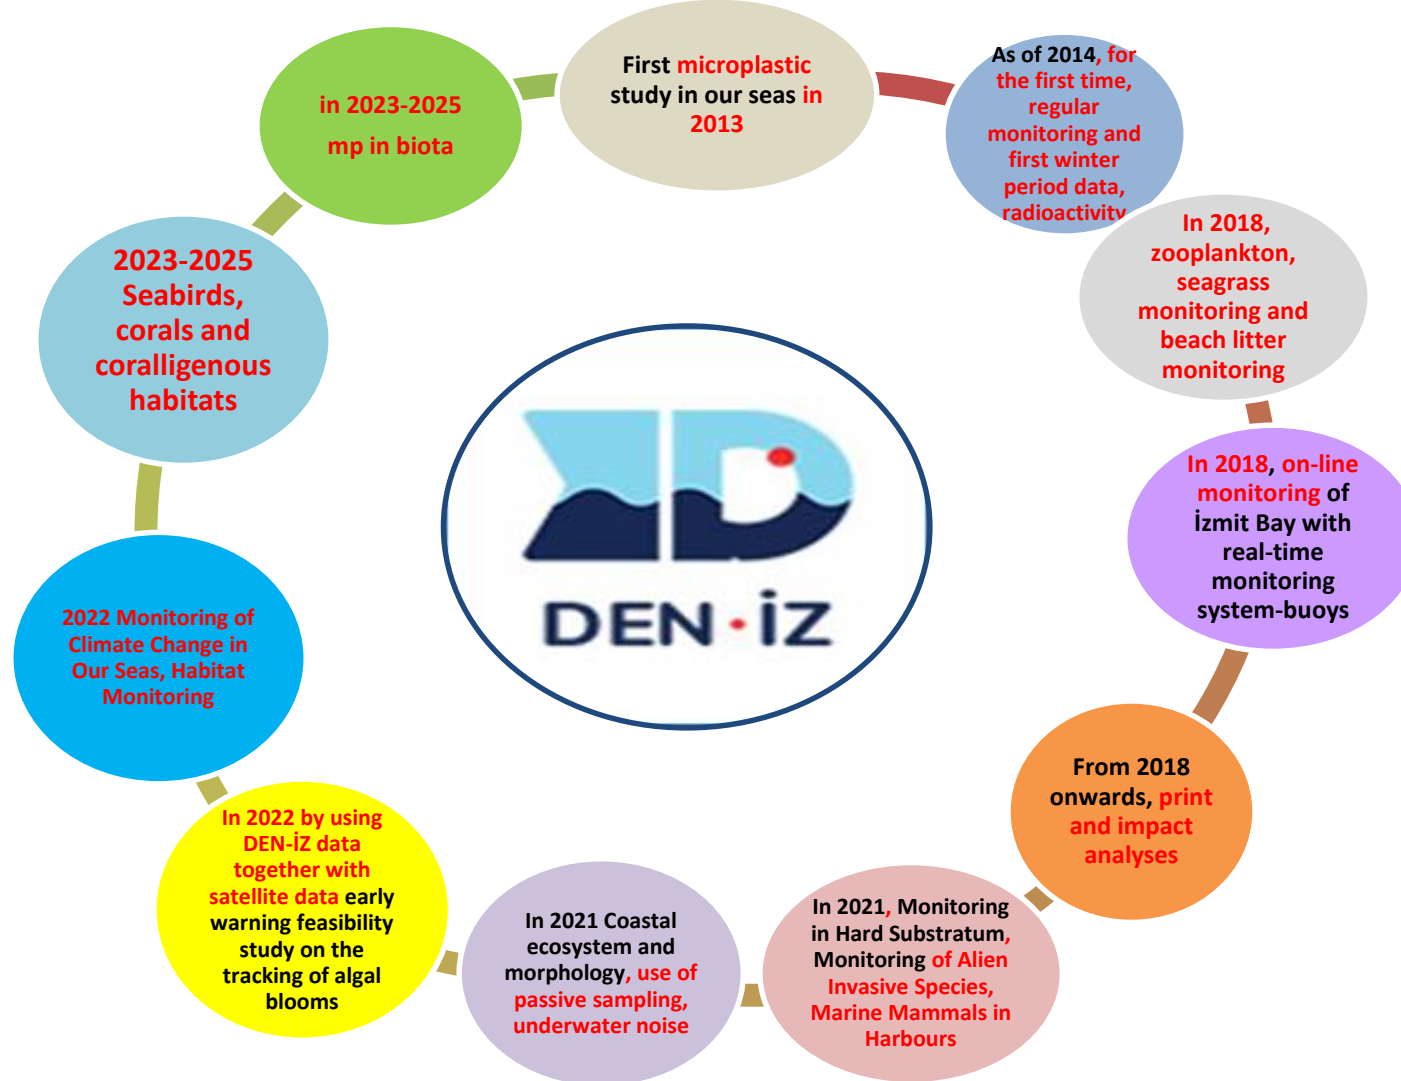 First microplastic
study in our seas in
2013
As of 2014, for
the first time,
regular
monitoring and
first winter
period data,
radioactivity
In 2018,
zooplankton,
seagrass
monitoring and
beach litter
monitoring
In 2018, on-line
monitoring of
İzmit Bay with
real-time
monitoring
system-buoys
From 2018
onwards, print
and impact
analyses
In 2021, Monitoring
in Hard Substratum,
Monitoring of Alien
Invasive Species,
Marine Mammals in
Harbours
In 2021 Coastal
ecosystem and
morphology, use of
passive sampling,
underwater noise
In 2022 by using
DEN-İZ data
together with
satellite data early
warning feasibility
study on the
tracking of algal
blooms
2022 Monitoring of
Climate Change in
Our Seas, Habitat
Monitoring
2023-2025
Seabirds,
corals and
coralligenous
habitats
in 2023-2025
mp in biota
DEN·İZ